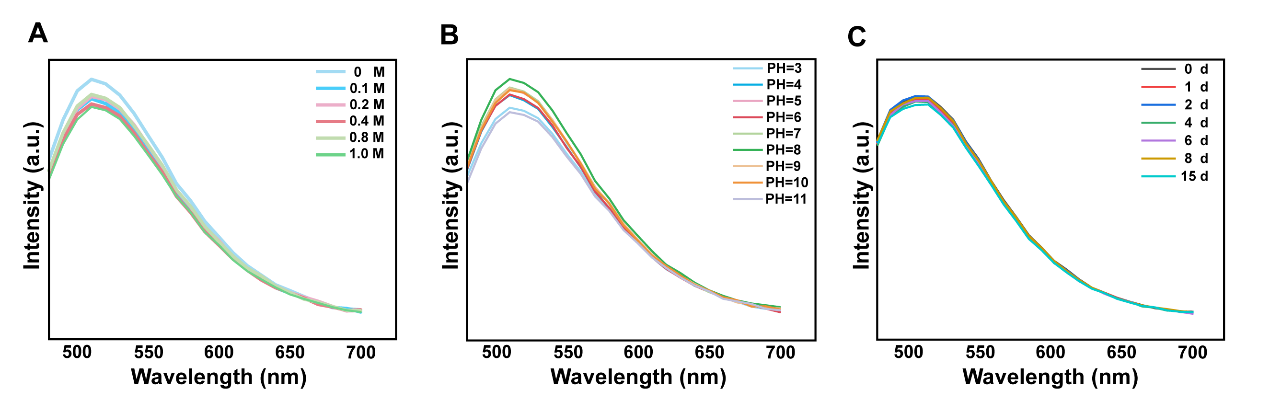 A
0 M
0.1 M
0.2 M
0.4 M
0.8 M
1.0 M
Intensity (a.u.)
500 550 600 650 700
Wavelength (nm)
B
PH=3
PH=4
PH=5
PH=6
PH=7
PH=8
PH=9
PH=10
PH=11
Intensity (a.u.)
500 550 600 650 700
Wavelength (nm)
C
0 d
1 d
2 d
4 d
6 d
8 d
15 d
Intensity (a.u.)
500 550 600 650 700
Wavelength (nm)